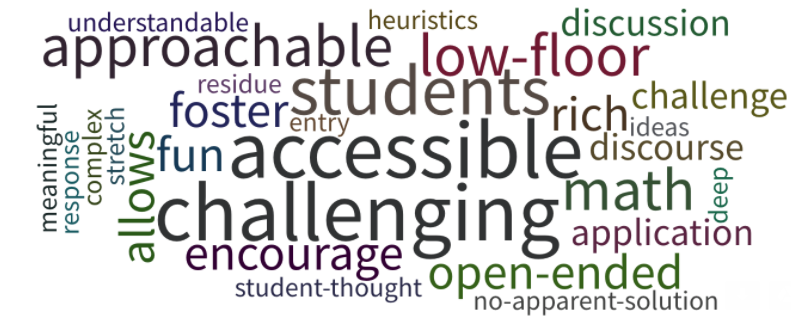 understandable
heuristics
discussion
approachable
low-floor
residue
students
challenge
foster
entry
rich
ideas
meaningful
response
complex
stretch
allows
fun
accessible
discourse
challenging
math
deep
application
encourage
open-ended
student-thought
no-apparent-solution